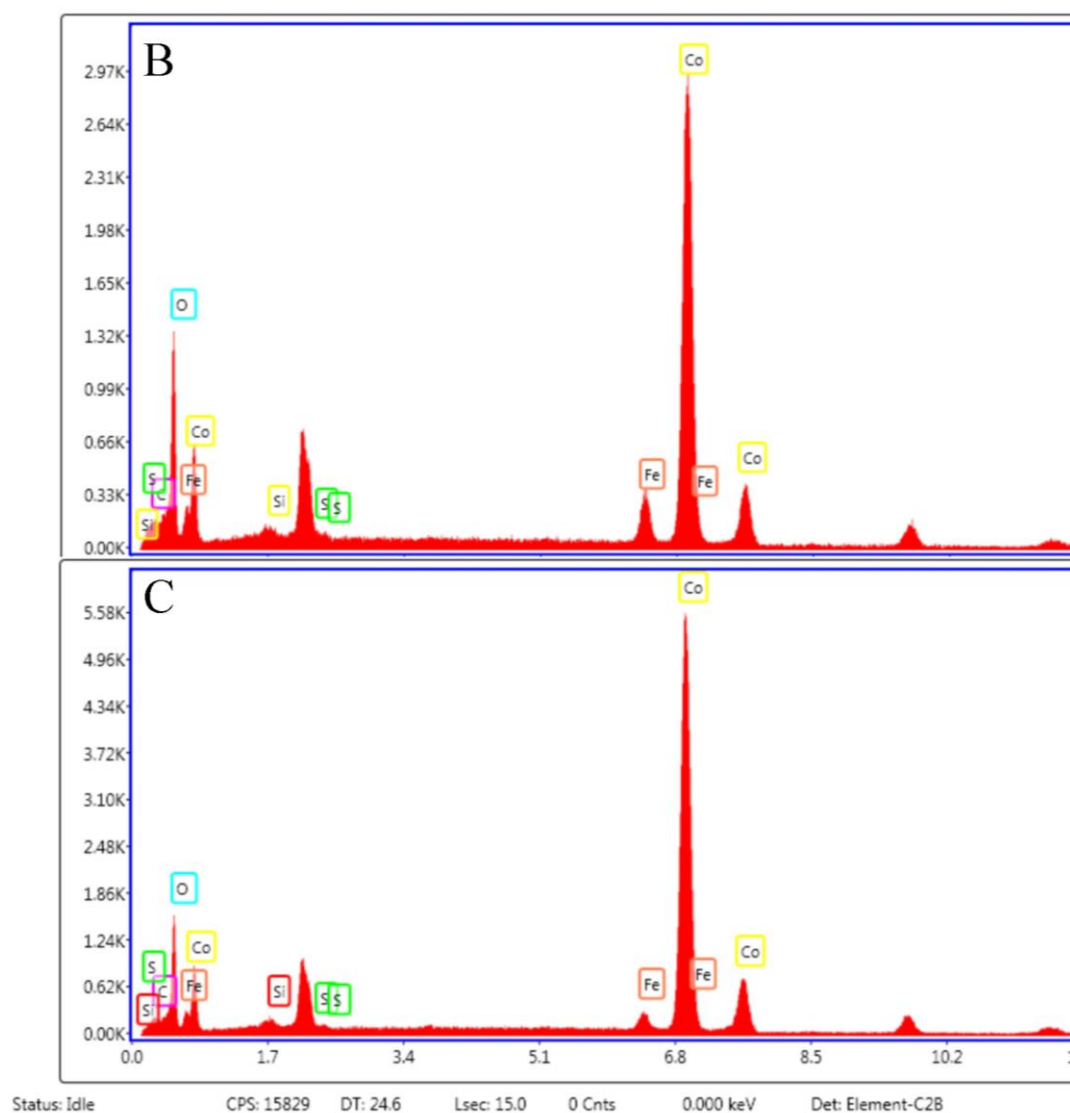 B
Co
2.97K
2.64K
2.31K
1.98K
1.65K
O
1.32K
0.99K
Co
0.66K
S C Fe Si S S Fe Fe Co
0.33K
Si
0.00K
C
Co
5.58K
4.96K
4.34K
3.72K
3.10K
2.48K
O
1.86K
1.24K
Co Co
S C Fe Si S S Fe Fe
0.62K
Si
0.00K
0.0 1.7 3.4 5.1 6.8 8.5 10.2
Status: Idle CPS: 15829 DT: 24.6 Lsec: 15.0 0 Cnts 0.000 keV Det: Element-C2B